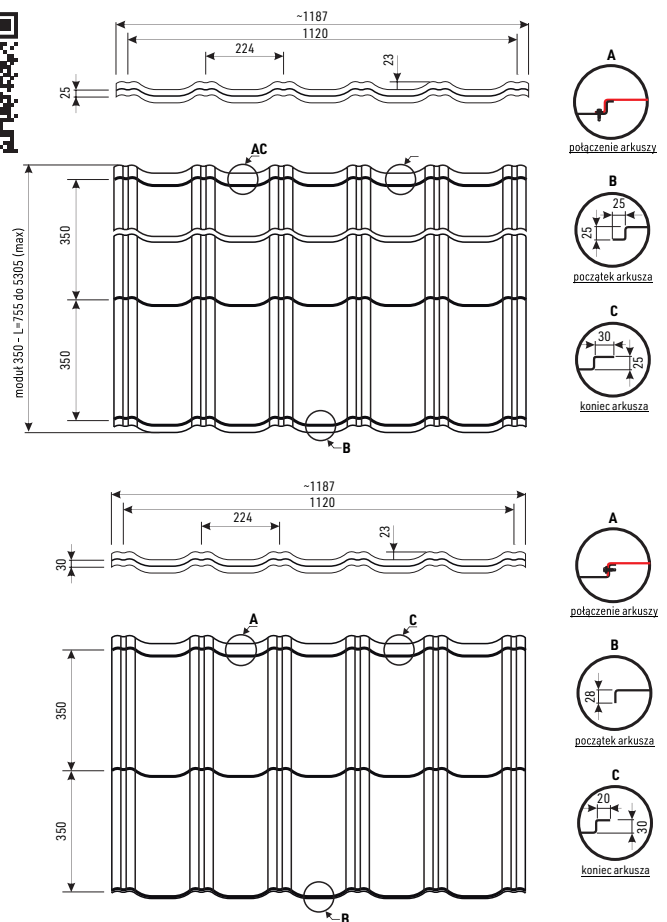 ~1187
1120
224
23
25
A
połączenie arkuszy
AC
350
350
moduł 350 - L=755 do 5305 (max)
B
B
25
25
początek arkusza
C
30
25
koniec arkusza
~1187
1120
224
23
30
A
połączenie arkuszy
A
C
350
350
B
B
28
początek arkusza
C
20
30
koniec arkusza